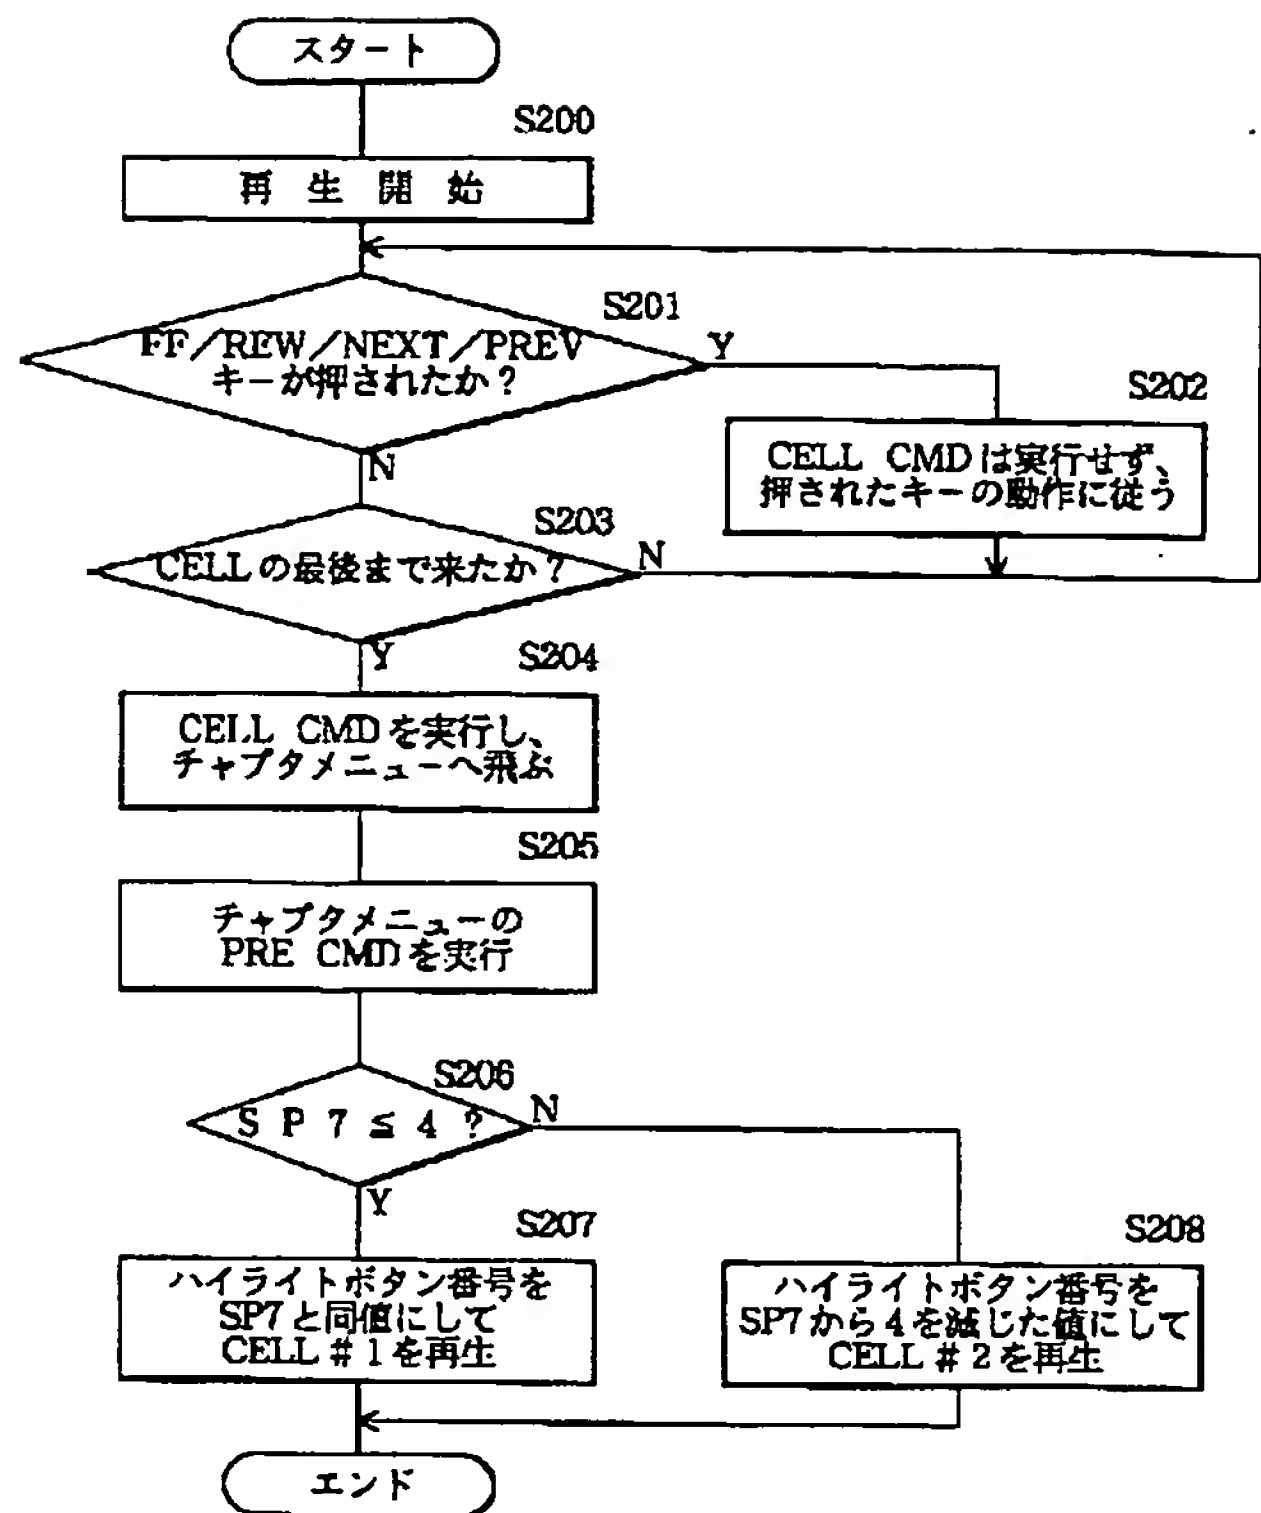 スタート
S200
再生開始
S201
FF/REW/NEXT/PREV
キーが押されたか?
Y
N
S202
CELL CMDは実行せず、
押されたキーの動作に従う
S203
CELLの最後まで来たか?
N
Y
S204
CELL CMDを実行し、
チャプタメニューへ飛ぶ
S205
チャプタメニューの
PRE CMDを実行
S206
SP7≦4?
N
Y
S207
ハイライトボタン番号を
SP7と同値にして
CELL#1を再生
S208
ハイライトボタン番号を
SP7から4を減じた値にして
CELL#2を再生
エンド